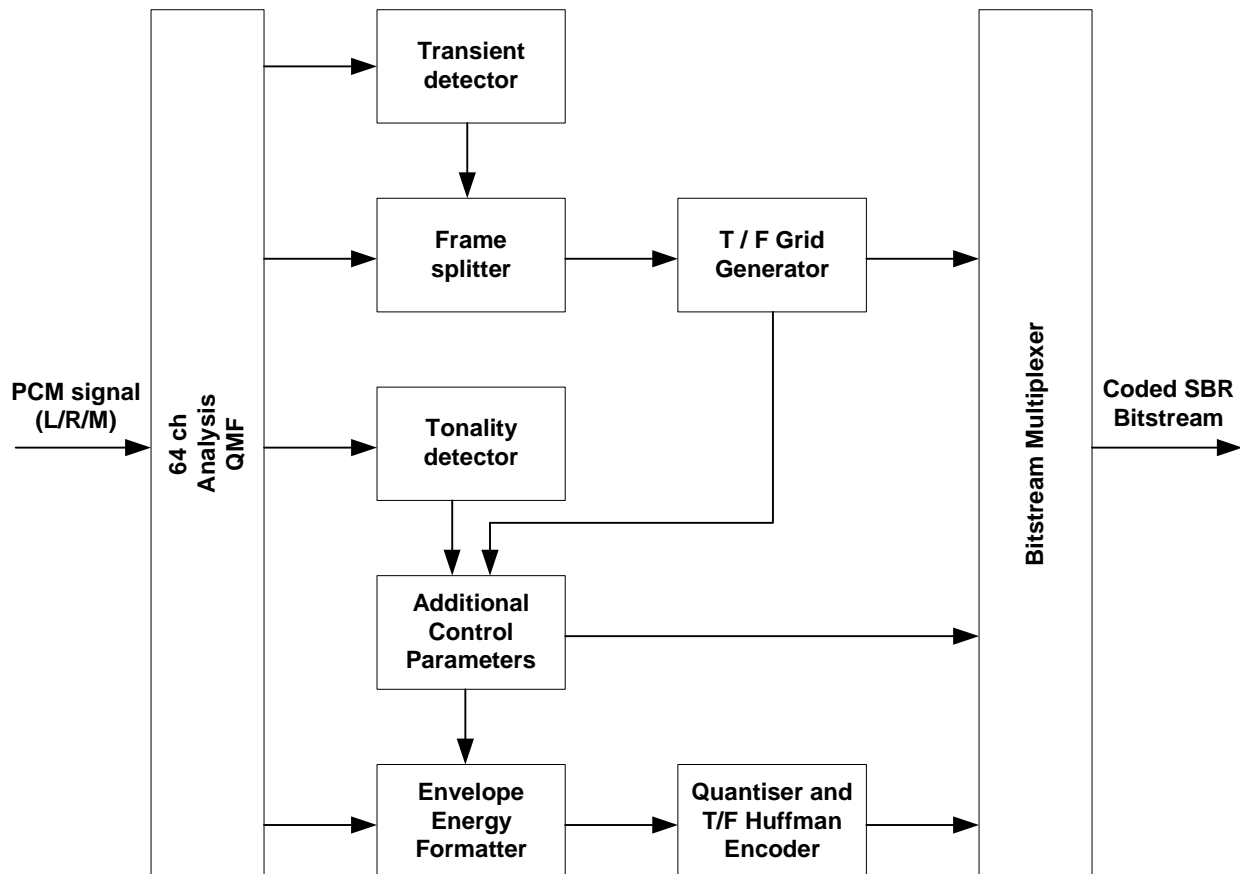 Transient
detector
Frame
splitter
T / F Grid
Generator
PCM signal
(L/R/M)
64 ch
Analysis
QMF
Tonality
detector
Bitstream Multiplexer
Coded SBR
Bitstream
Additional
Control
Parameters
Envelope
Energy
Formatter
Quantiser and
T/F Huffman
Encoder